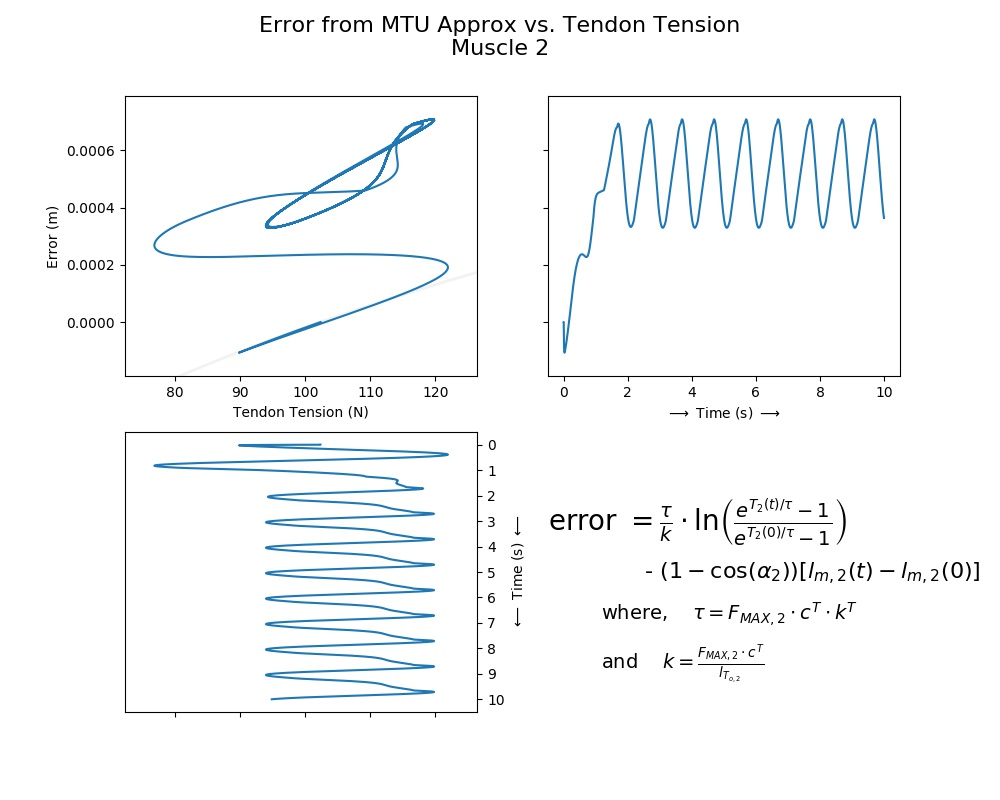 Error from MTU Approx vs. Tendon Tension
Muscle 2
0.0006
0.0004
0.0002
0.0000
Error (m)
80 90 100 110 120
Tendon Tension (N)
0 2 4 6 8 10
⟶ Time (s) ⟶
0
1
2
3
4
5
6
7
8
9
10
⟵ Time (s) ⟵
error = τ/k · ln((e^{T₂(t)/τ} − 1)/(e^{T₂(0)/τ} − 1))
- (1 − cos(α₂))[l_{m,2}(t) − l_{m,2}(0)]
where, τ = F_{MAX,2} · c^T · k^T
and k = (F_{MAX,2} · c^T)/l_{T_{o,2}}